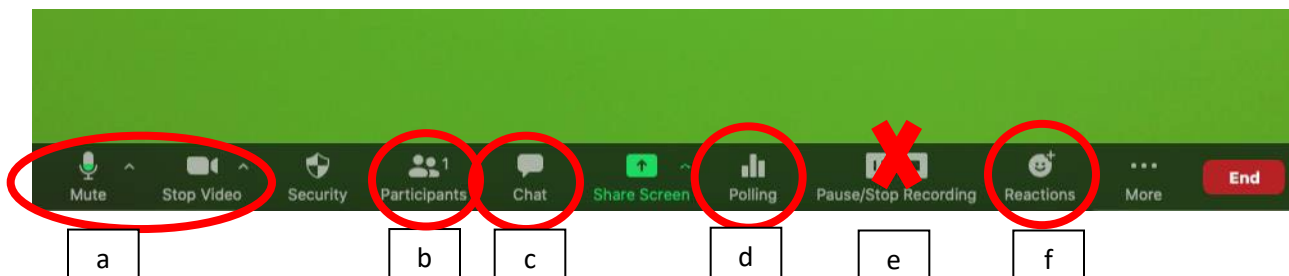 1
Mute Stop Video Security Participants Chat Share Screen Polling Pause/Stop Recording Reactions More End
a b c d e f